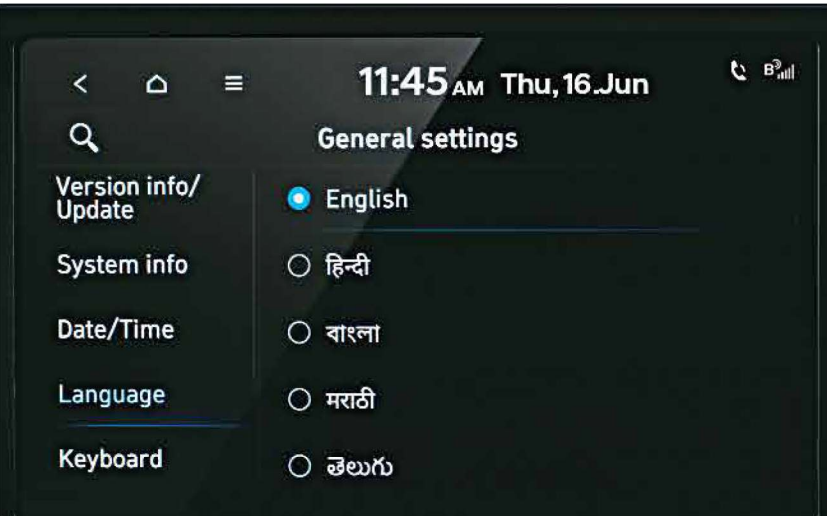 11:45 AM Thu, 16.Jun
General settings
Version info/
Update
System info
Date/Time
Language
Keyboard
English
हिन्दी
বাংলা
मराठी
తెలుగు